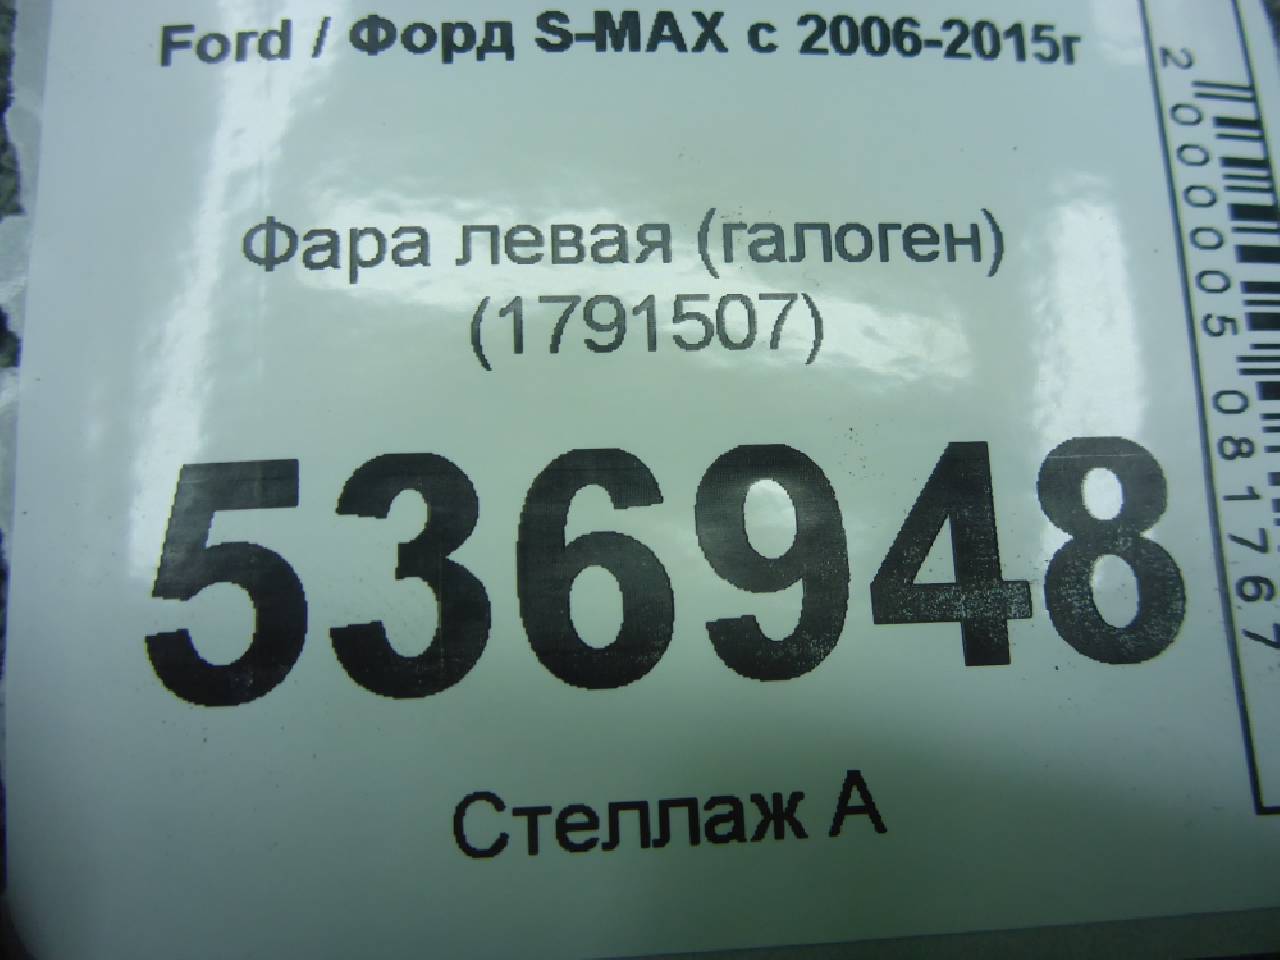 Ford / Форд S-MAX с 2006-2015г
Фара левая (галоген)
(1791507)
536948
Стеллаж А
2000005081767